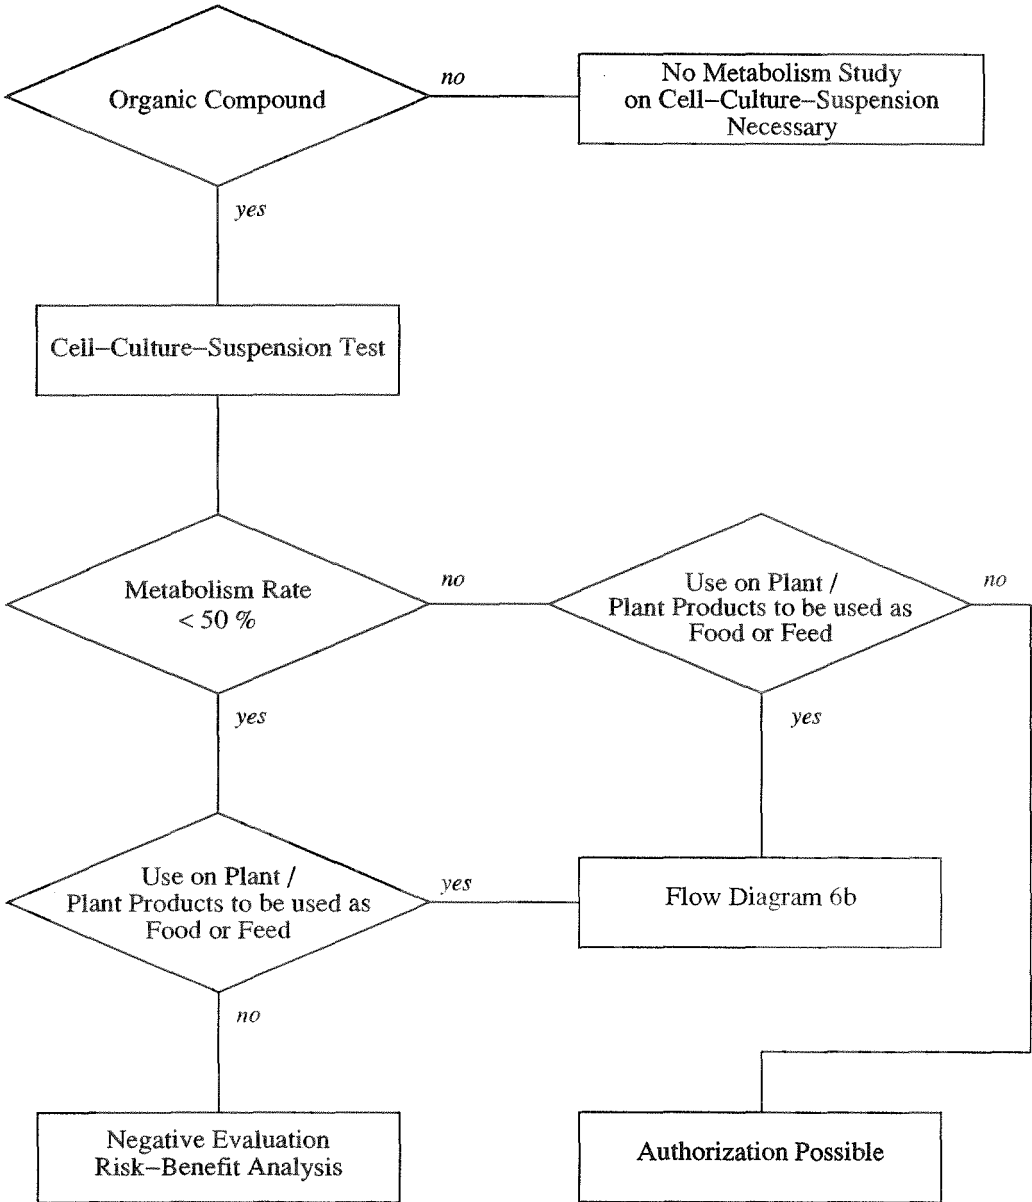 Organic Compound
no
No Metabolism Study
on Cell–Culture–Suspension
Necessary
yes
Cell–Culture–Suspension Test
Metabolism Rate
< 50 %
no
Use on Plant /
Plant Products to be used as
Food or Feed
no
yes
yes
Use on Plant /
Plant Products to be used as
Food or Feed
yes
Flow Diagram 6b
no
Negative Evaluation
Risk–Benefit Analysis
Authorization Possible